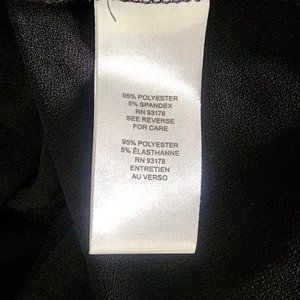 95% POLYESTER
5% SPANDEX
RN 93178
SEE REVERSE
FOR CARE
95% POLYESTER
5% ÉLASTHANNE
RN 93178
ENTRETIEN
AU VERSO